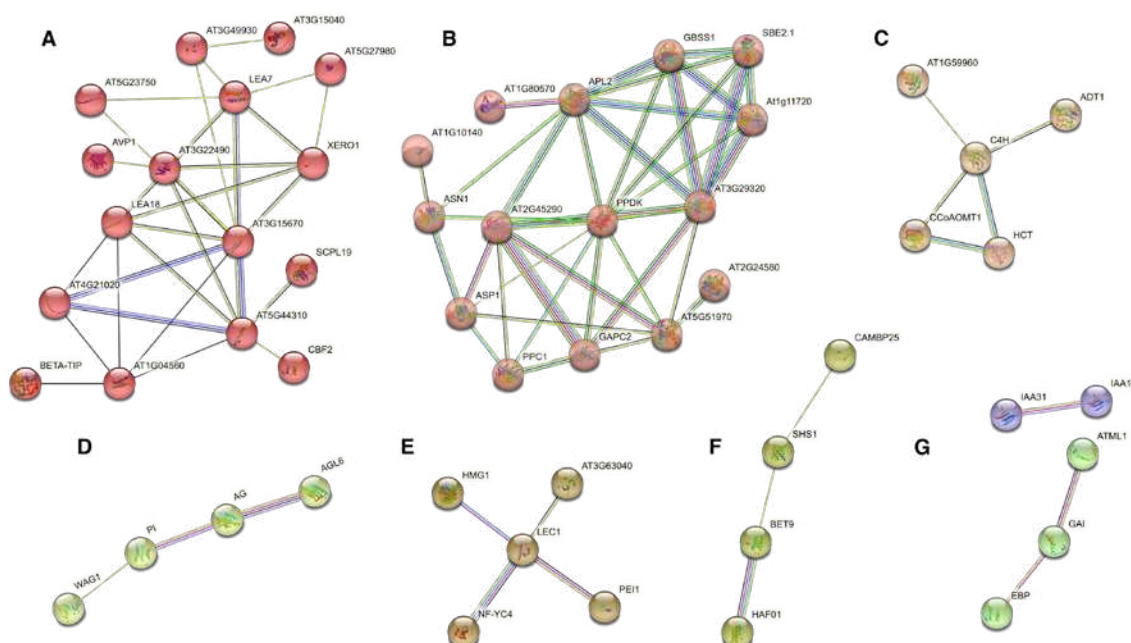 A
AT3G49930
AT3G15040
AT5G27980
AT5G23750
LEA7
AVP1
AT3G22490
XERO1
LEA18
AT3G15670
SCPL19
AT4G21020
AT5G44310
CBF2
BETA-TIP
AT1G04560
B
GBSS1
SBE2.1
AT1G80570
APL2
At1g11720
AT1G10140
ASN1
AT2G45290
PPDK
AT3G29320
AT2G24580
ASP1
AT5G51970
GAPC2
PPC1
C
AT1G59960
ADT1
C4H
CCoAOMT1
HCT
D
AGL6
AG
PI
WAG1
E
HMG1
AT3G63040
LEC1
PEI1
NF-YC4
F
CAMBP25
SHS1
BET9
HAF01
G
IAA31
IAA1
ATML1
GAI
EBP